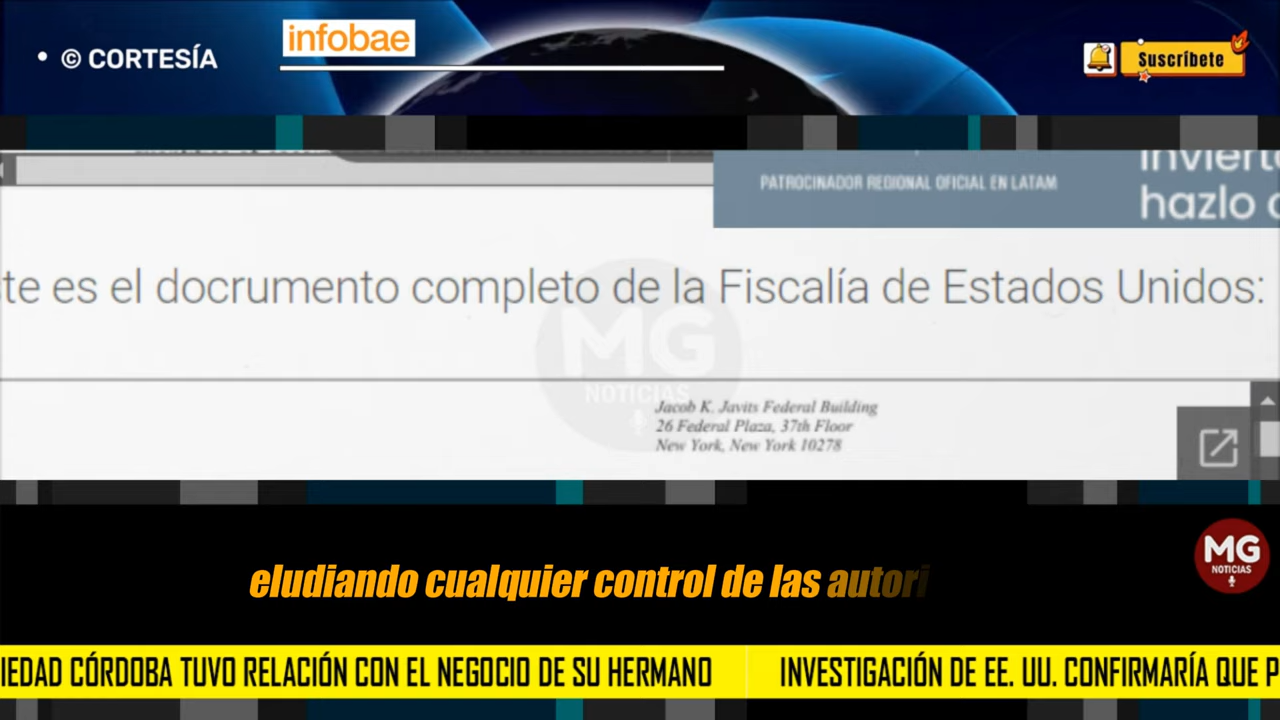 © CORTESÍA
infobae
Suscríbete
PATROCINADOR REGIONAL OFICIAL EN LATAM
invierte
hazlo
te es el docrumento completo de la Fiscalía de Estados Unidos:
MG
NOTICIAS
Jacob K. Javits Federal Building
26 Federal Plaza, 37th Floor
New York, New York 10278
eludiando cualquier control de las autori
MG
NOTICIAS
IEDAD CÓRDOBA TUVO RELACIÓN CON EL NEGOCIO DE SU HERMANO
INVESTIGACIÓN DE EE. UU. CONFIRMARÍA QUE P